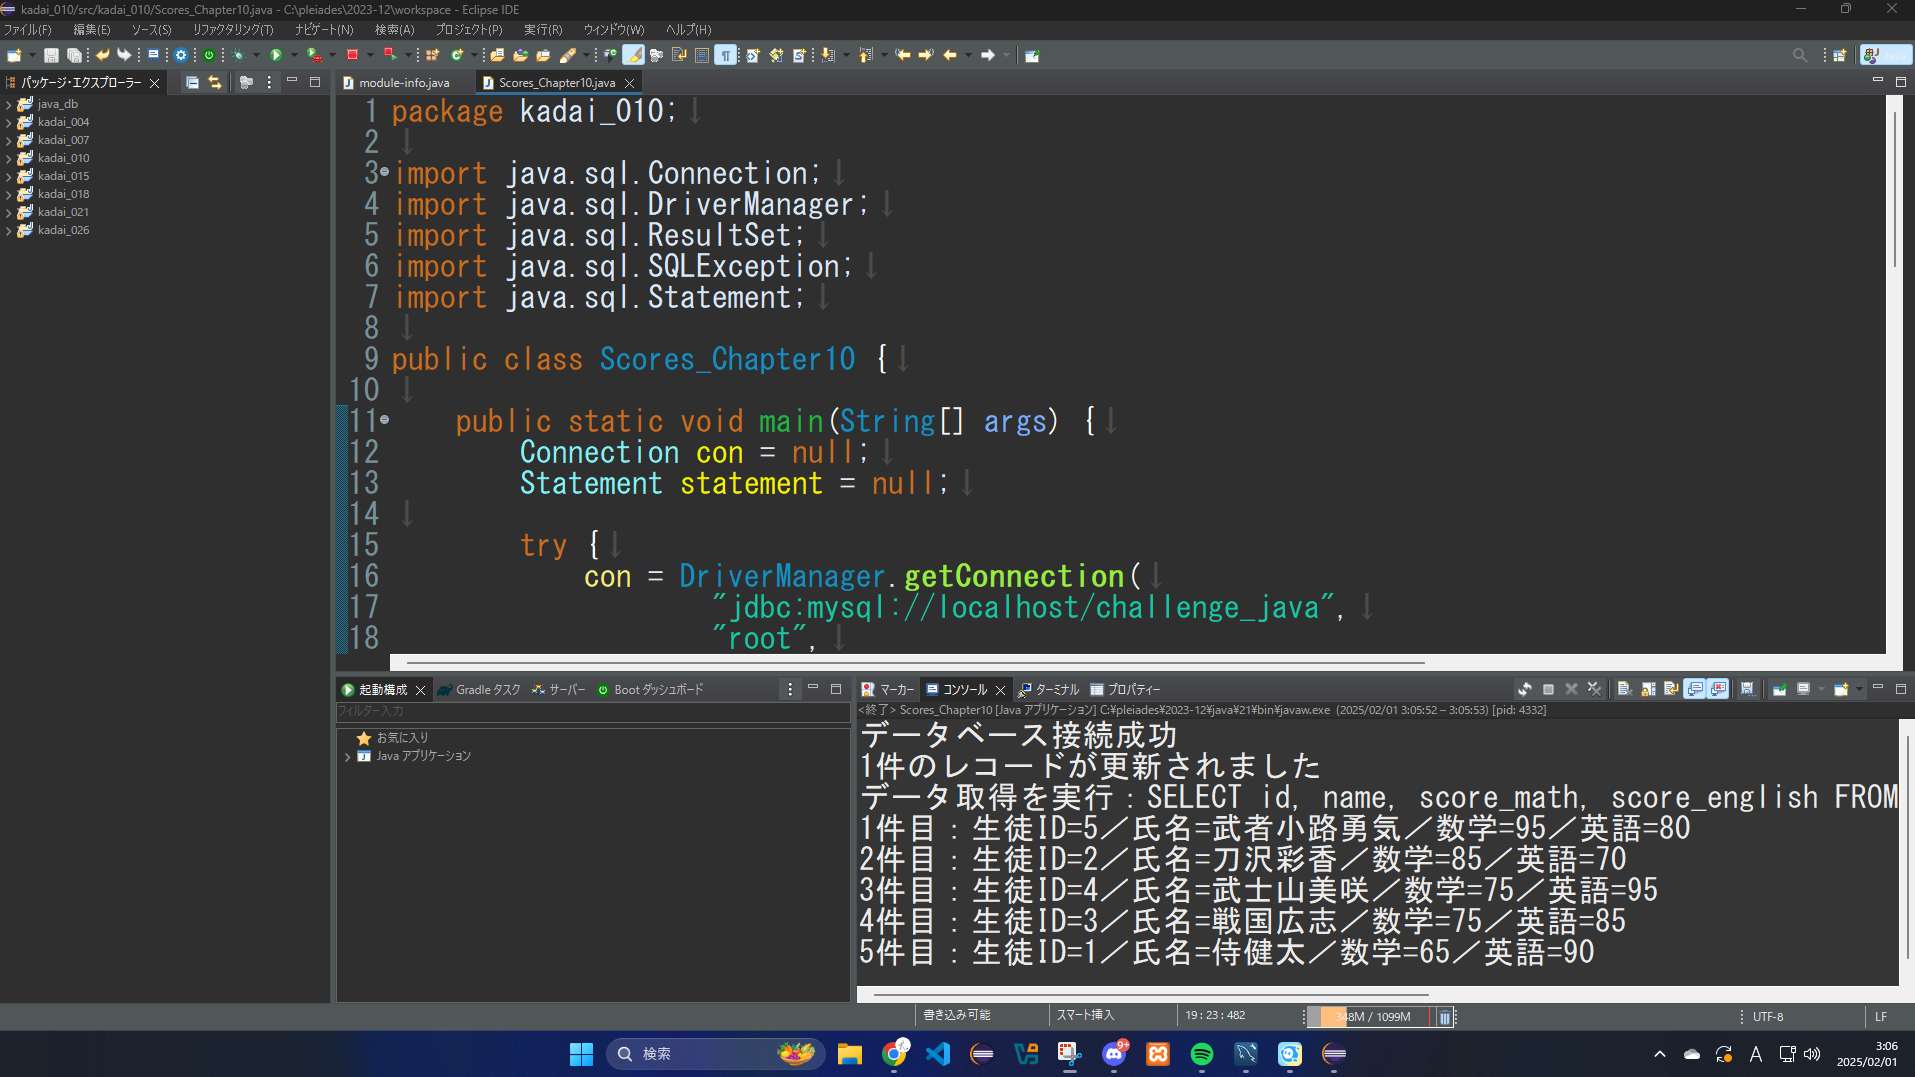 kadai_010/src/kadai_010/Scores_Chapter10.java - C:\pleiades\2023-12\workspace - Eclipse IDE
ファイル(F) 編集(E) ソース(S) リファクタリング(T) ナビゲート(N) 検索(A) プロジェクト(P) 実行(R) ウィンドウ(W) ヘルプ(H)
パッケージ・エクスプローラー
java_db
kadai_004
kadai_007
kadai_010
kadai_015
kadai_018
kadai_021
kadai_026
module-info.java Scores_Chapter10.java
1 package kadai_010;↓
2 ↓
3 import java.sql.Connection;↓
4 import java.sql.DriverManager;↓
5 import java.sql.ResultSet;↓
6 import java.sql.SQLException;↓
7 import java.sql.Statement;↓
8 ↓
9 public class Scores_Chapter10 {↓
10 ↓
11 public static void main(String[] args) {↓
12 Connection con = null;↓
13 Statement statement = null;↓
14 ↓
15 try {↓
16 con = DriverManager.getConnection(↓
17 "jdbc:mysql://localhost/challenge_java",↓
18 "root",↓
起動構成 Gradle タスク サーバー Boot ダッシュボード
フィルター入力
お気に入り
Java アプリケーション
マーカー コンソール ターミナル プロパティー
<終了> Scores_Chapter10 [Java アプリケーション] C:¥pleiades¥2023-12¥java¥21¥bin¥javaw.exe (2025/02/01 3:05:52 – 3:05:53) [pid: 4332]
データベース接続成功
1件のレコードが更新されました
データ取得を実行：SELECT id, name, score_math, score_english FROM
1件目：生徒ID=5／氏名=武者小路勇気／数学=95／英語=80
2件目：生徒ID=2／氏名=刀沢彩香／数学=85／英語=70
3件目：生徒ID=4／氏名=武士山美咲／数学=75／英語=95
4件目：生徒ID=3／氏名=戦国広志／数学=75／英語=85
5件目：生徒ID=1／氏名=侍健太／数学=65／英語=90
書き込み可能 スマート挿入 19 : 23 : 482 348M / 1099M UTF-8 LF
検索
9+
A
3:06
2025/02/01